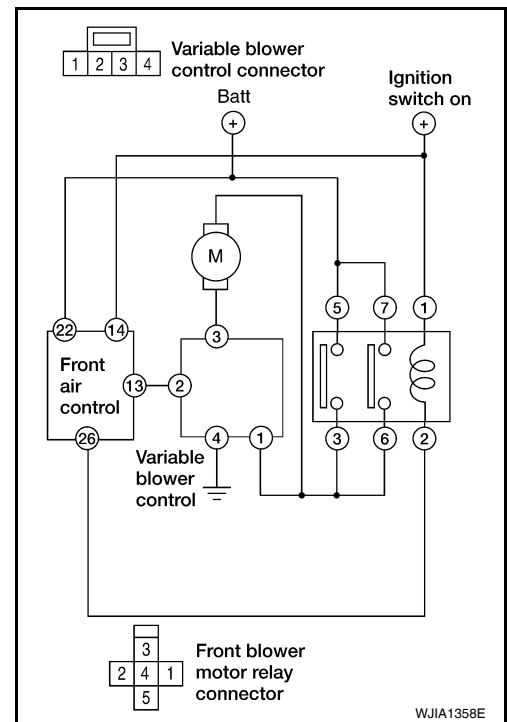 1 2 3 4
Variable blower
control connector
Batt
Ignition
switch on
+
+
M
5 7 1
22 14
3
Front
air
control
13 2
26
4 1
3 6 2
Variable
blower
control
3
2 4 1
5
Front blower
motor relay
connector
WJIA1358E